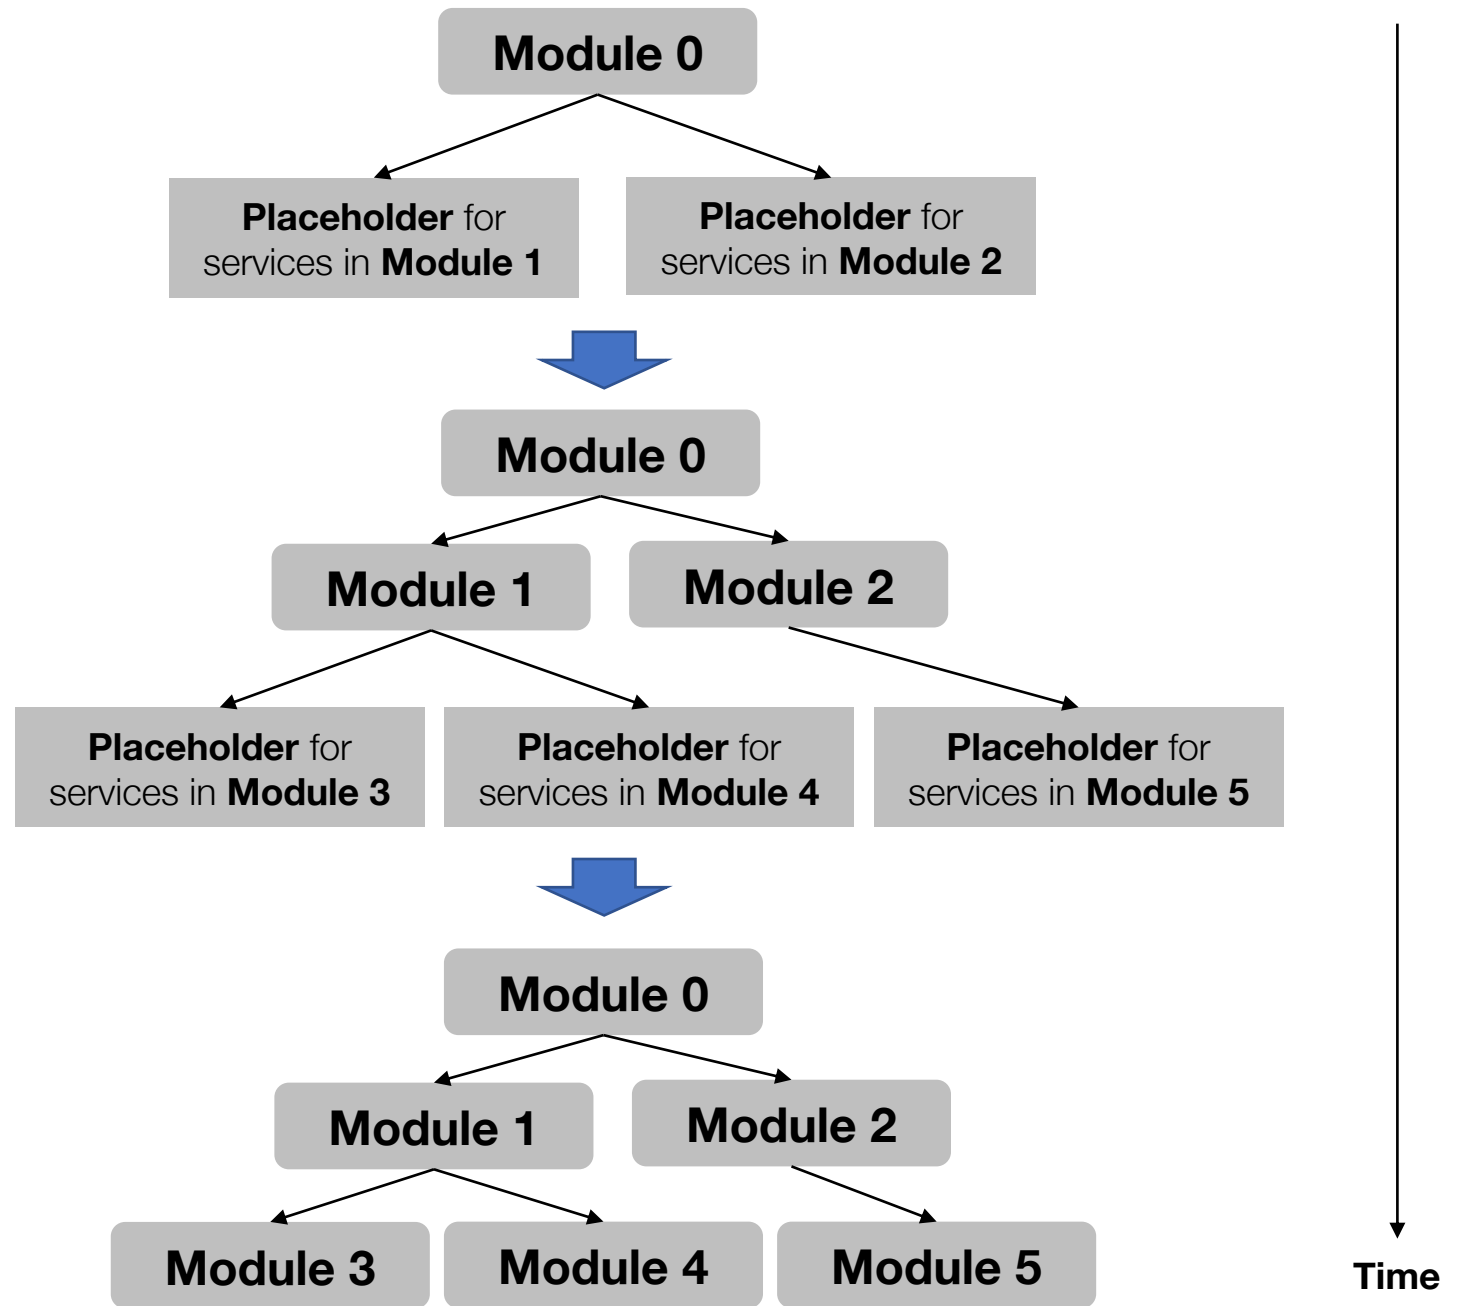 Module 0
Placeholder for
services in Module 1
Placeholder for
services in Module 2
Module 0
Module 1
Module 2
Placeholder for
services in Module 3
Placeholder for
services in Module 4
Placeholder for
services in Module 5
Module 0
Module 1
Module 2
Module 3
Module 4
Module 5
Time